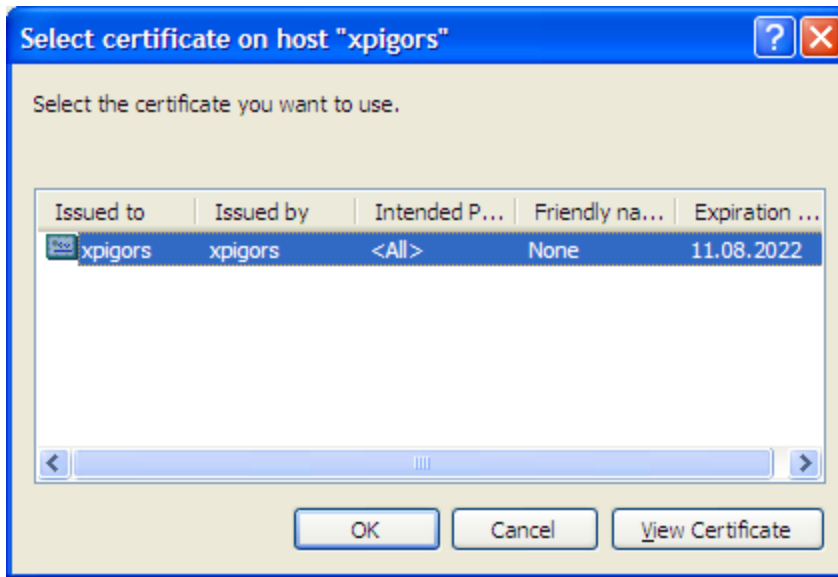 Select certificate on host "xpigors"
Select the certificate you want to use.
Issued to Issued by Intended P... Friendly na... Expiration ...
xpigors xpigors <All> None 11.08.2022
OK Cancel View Certificate